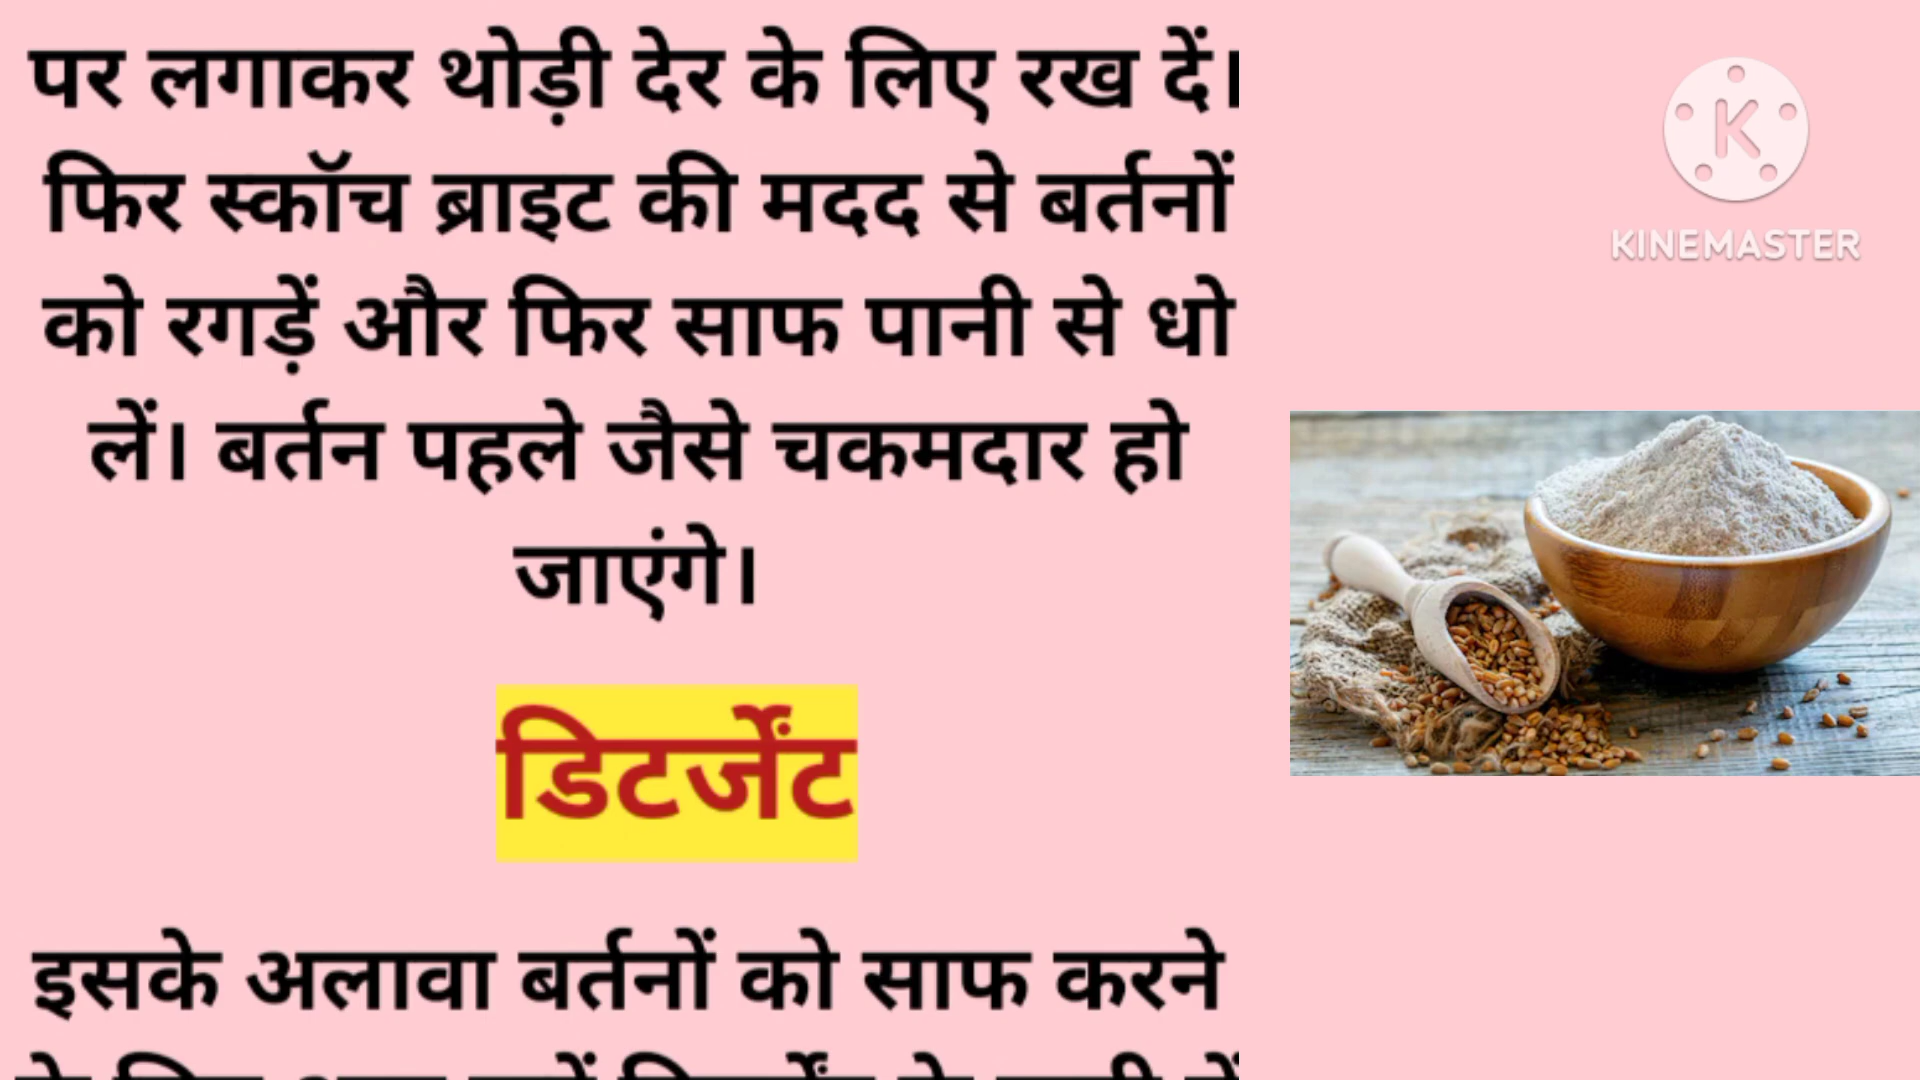 पर लगाकर थोड़ी देर के लिए रख दें।
फिर स्कॉच ब्राइट की मदद से बर्तनों
को रगड़ें और फिर साफ पानी से धो
लें। बर्तन पहले जैसे चकमदार हो
जाएंगे।
डिटर्जेंट
इसके अलावा बर्तनों को साफ करने
K
KINEMASTER